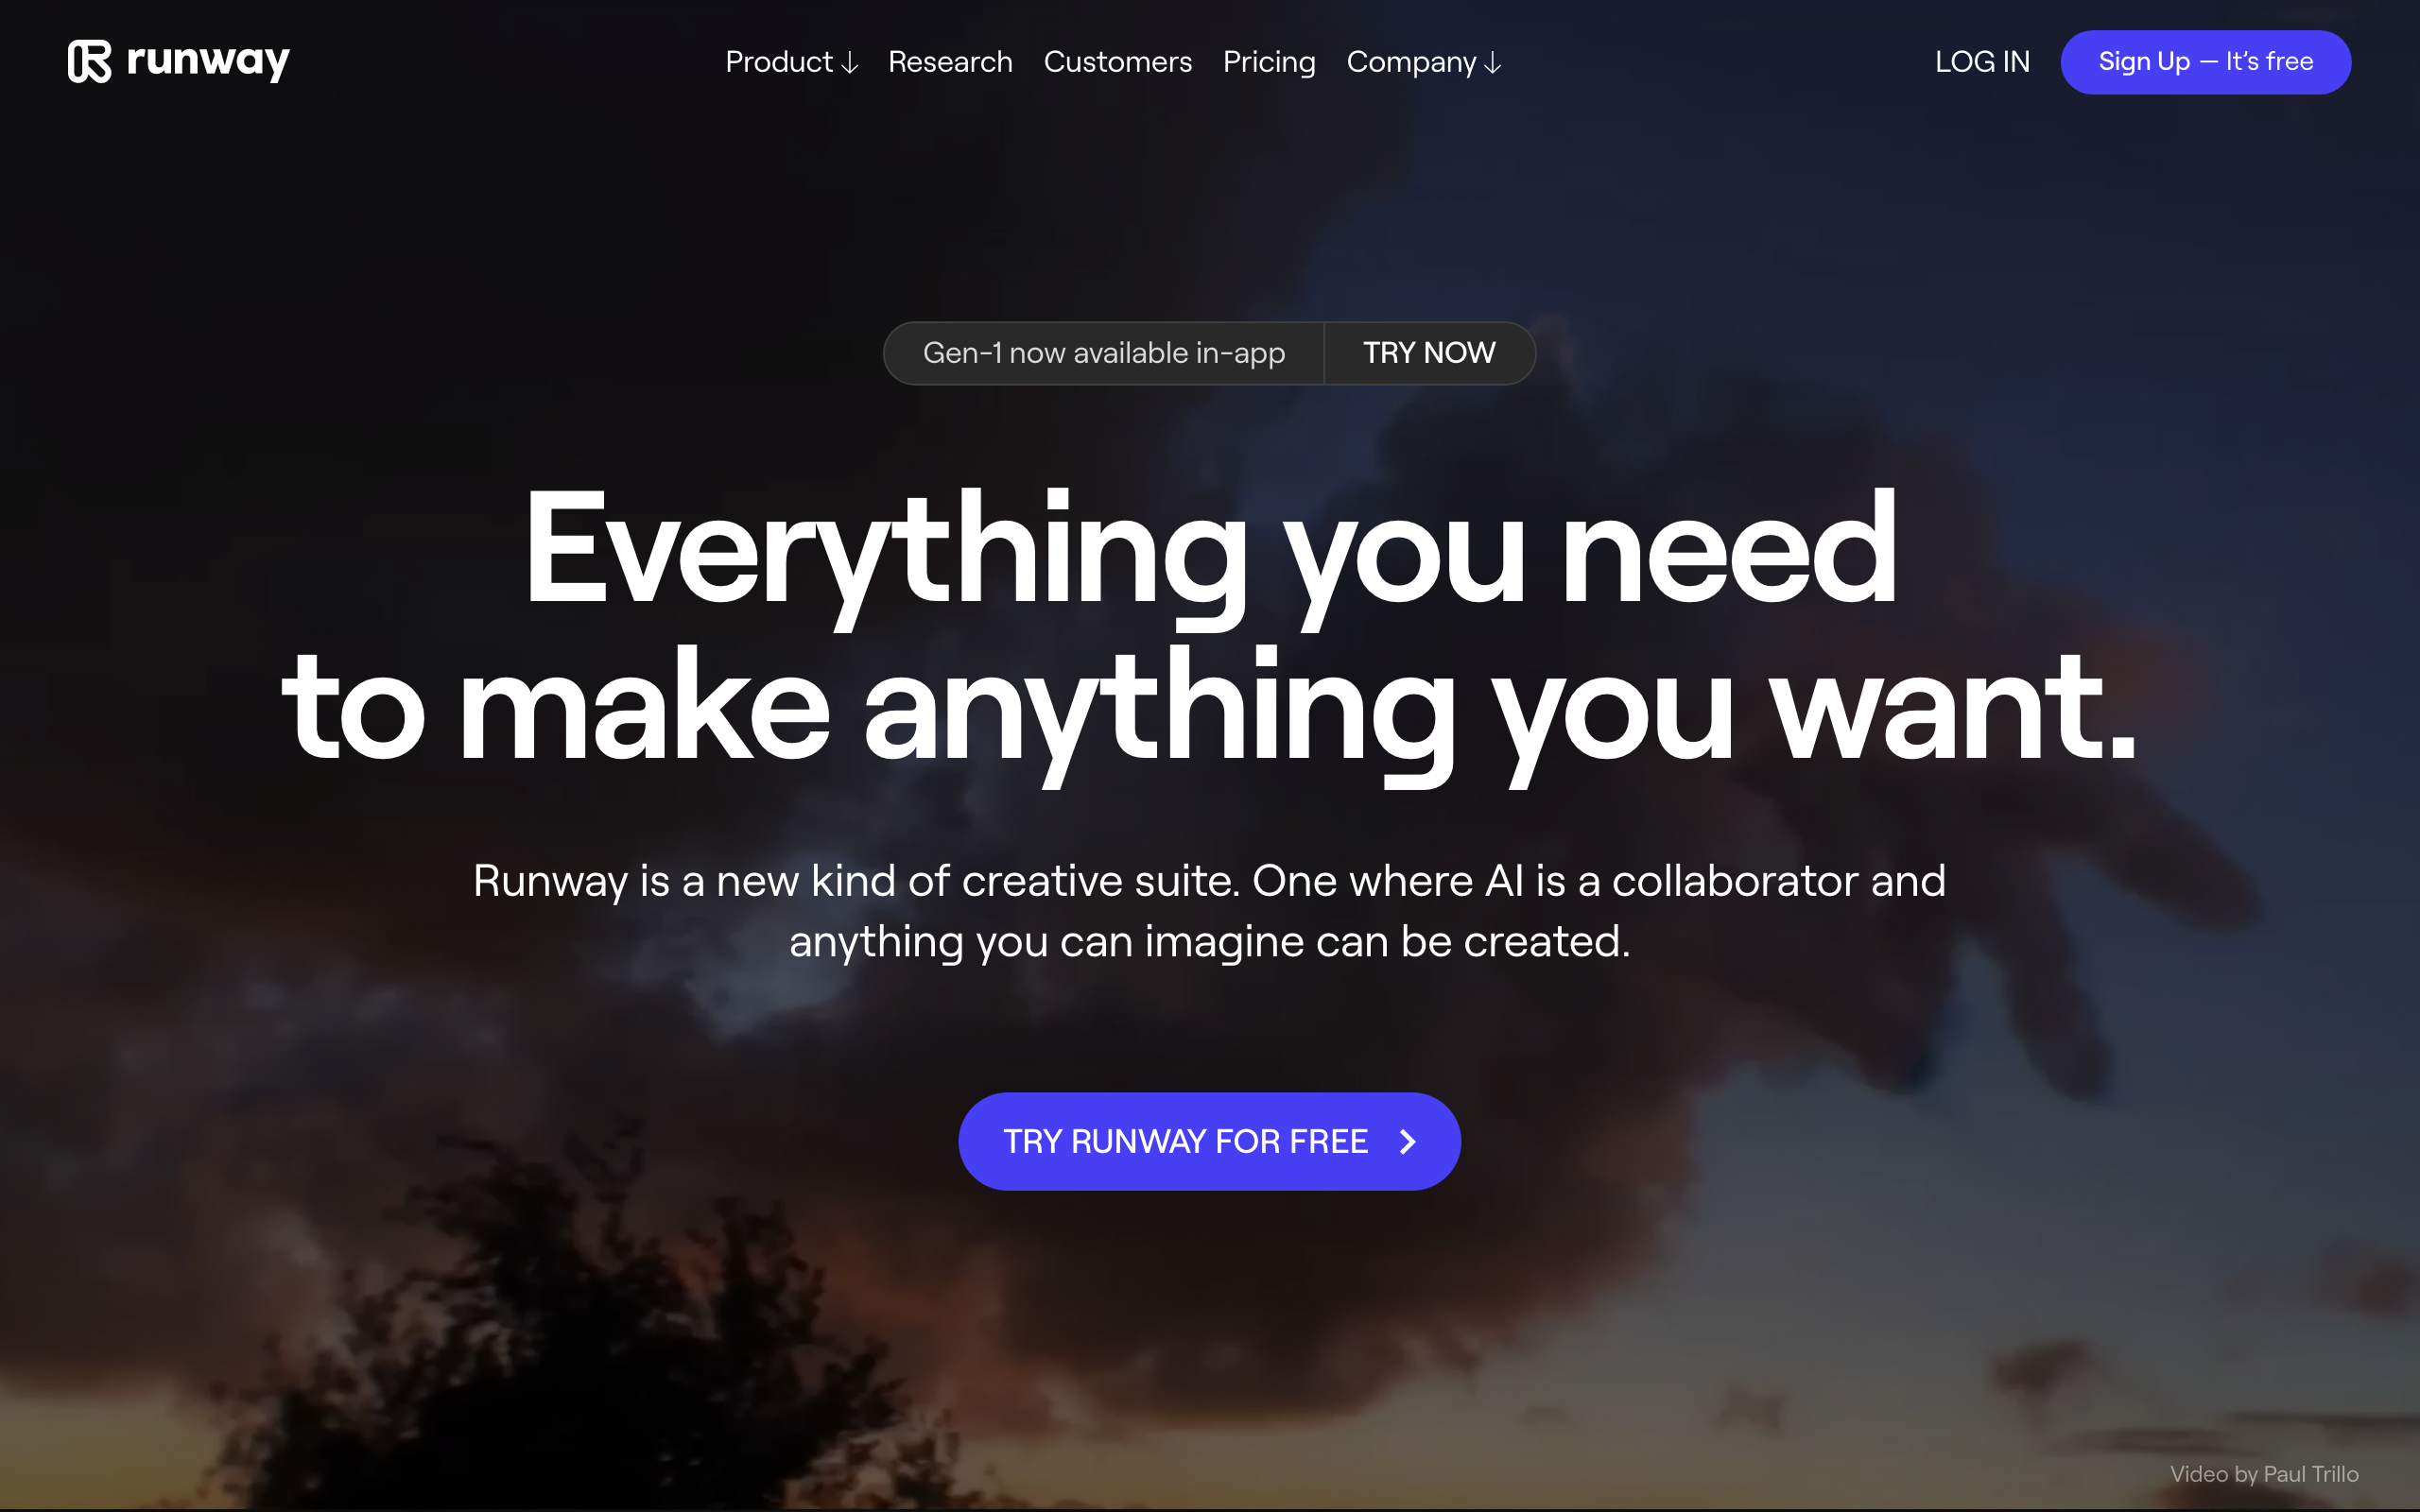 runway
Product ↓ Research Customers Pricing Company ↓
LOG IN
Sign Up — It’s free
Gen-1 now available in-app
TRY NOW
Everything you need
to make anything you want.
Runway is a new kind of creative suite. One where AI is a collaborator and
anything you can imagine can be created.
TRY RUNWAY FOR FREE
Video by Paul Trillo